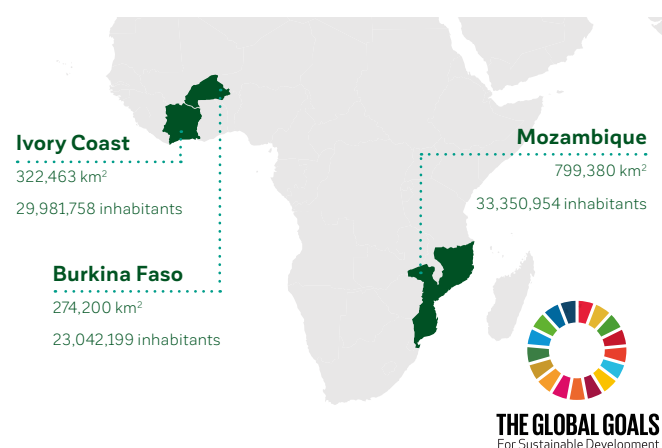 Ivory Coast
322,463 km²
29,981,758 inhabitants
Mozambique
799,380 km²
33,350,954 inhabitants
Burkina Faso
274,200 km²
23,042,199 inhabitants
THE GLOBAL GOALS
For Sustainable Development